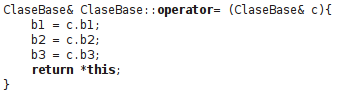 ClaseBase& ClaseBase::operator= (ClaseBase& c){
    b1 = c.b1;
    b2 = c.b2;
    b3 = c.b3;
    return *this;
}